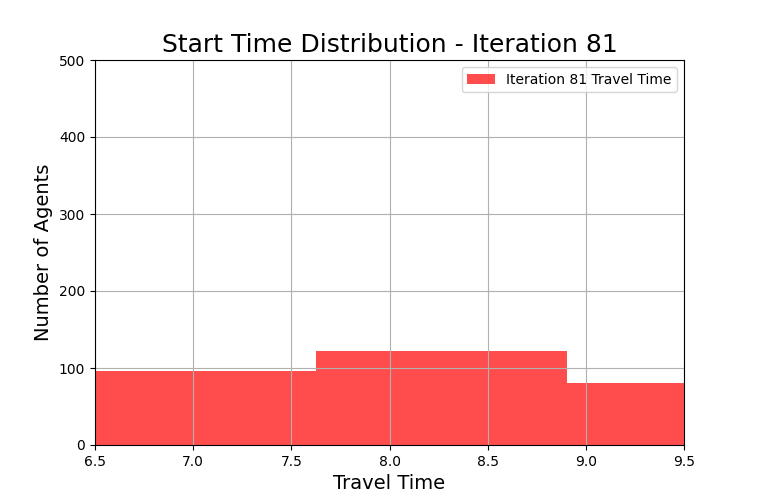 Start Time Distribution - Iteration 81
Iteration 81 Travel Time
500
400
300
200
100
0
Number of Agents
6.5 7.0 7.5 8.0 8.5 9.0 9.5
Travel Time